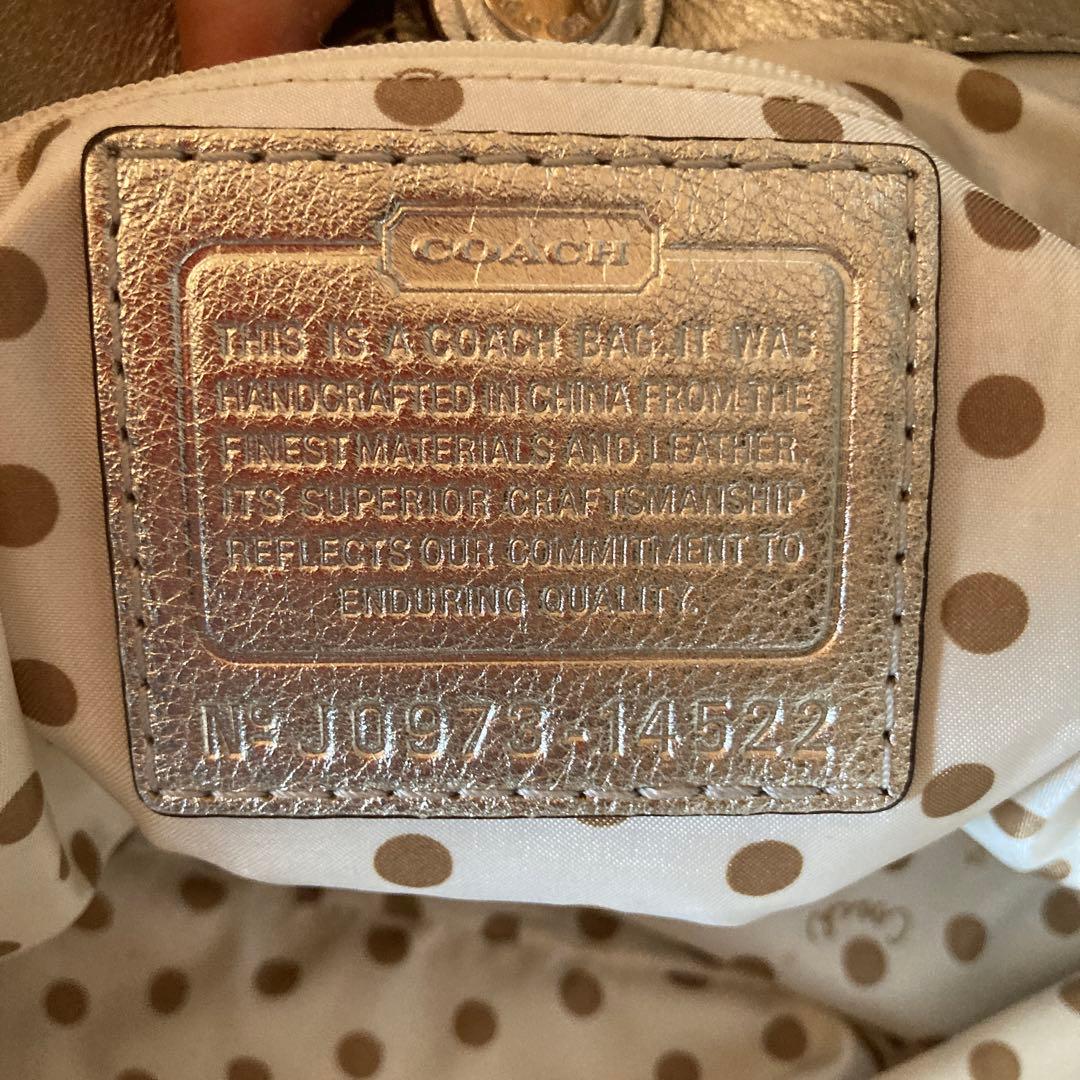 COACH
THIS IS A COACH BAG. IT WAS
HANDCRAFTED IN CHINA FROM THE
FINEST MATERIALS AND LEATHER.
ITS SUPERIOR CRAFTSMANSHIP
REFLECTS OUR COMMITMENT TO
ENDURING QUALITY.
Nº J0973-14522
Coach